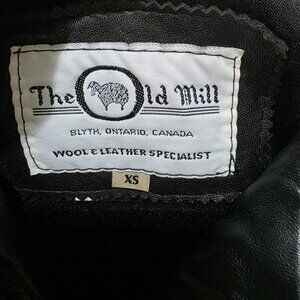 The Old Mill
BLYTH, ONTARIO, CANADA
WOOL & LEATHER SPECIALIST
XS